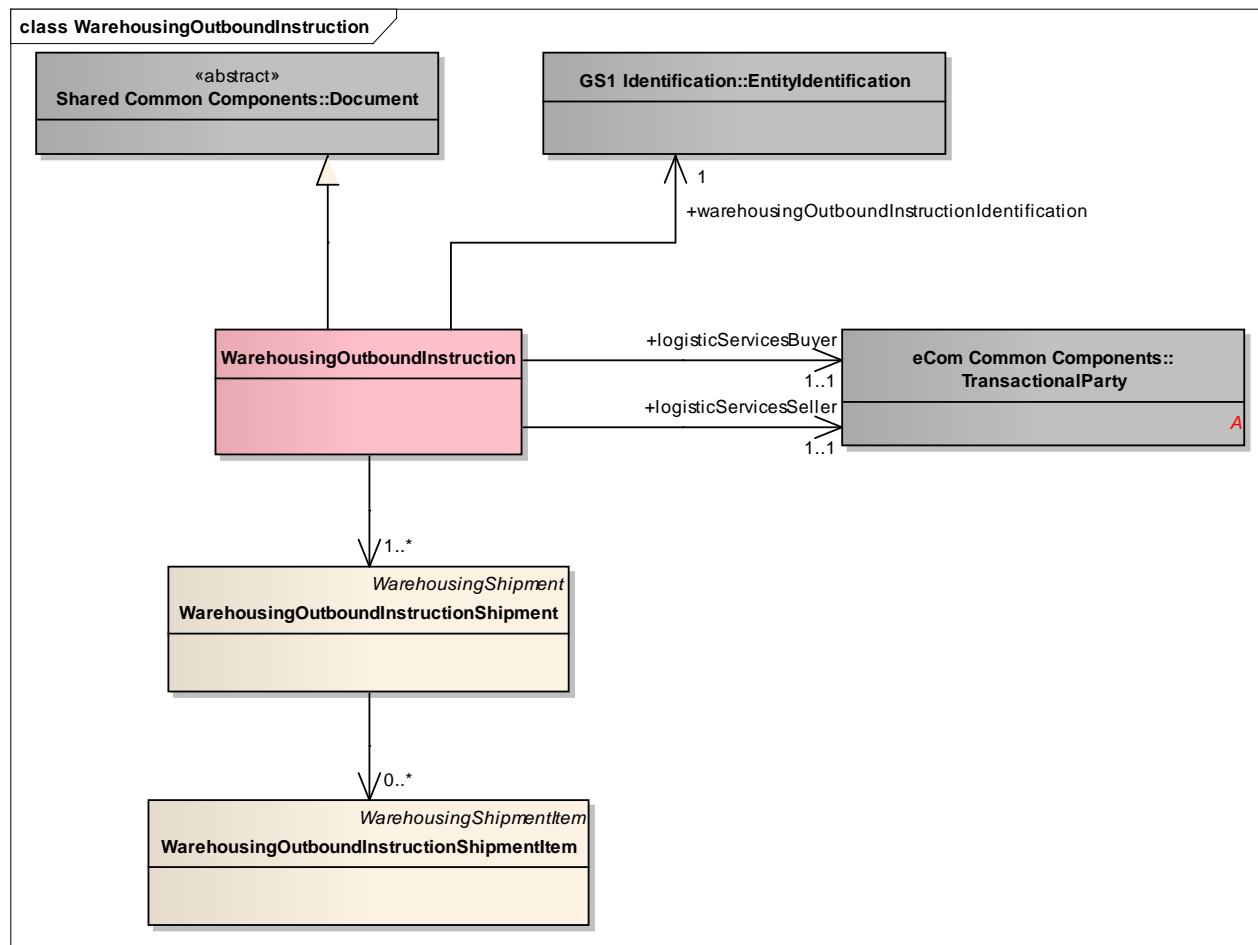 class WarehousingOutboundInstruction
«abstract»
Shared Common Components::Document
GS1 Identification::EntityIdentification
1
+warehousingOutboundInstructionIdentification
WarehousingOutboundInstruction
+logisticServicesBuyer
1..1
+logisticServicesSeller
1..1
eCom Common Components::
TransactionalParty
A
1..*
WarehousingShipment
WarehousingOutboundInstructionShipment
0..*
WarehousingShipmentItem
WarehousingOutboundInstructionShipmentItem